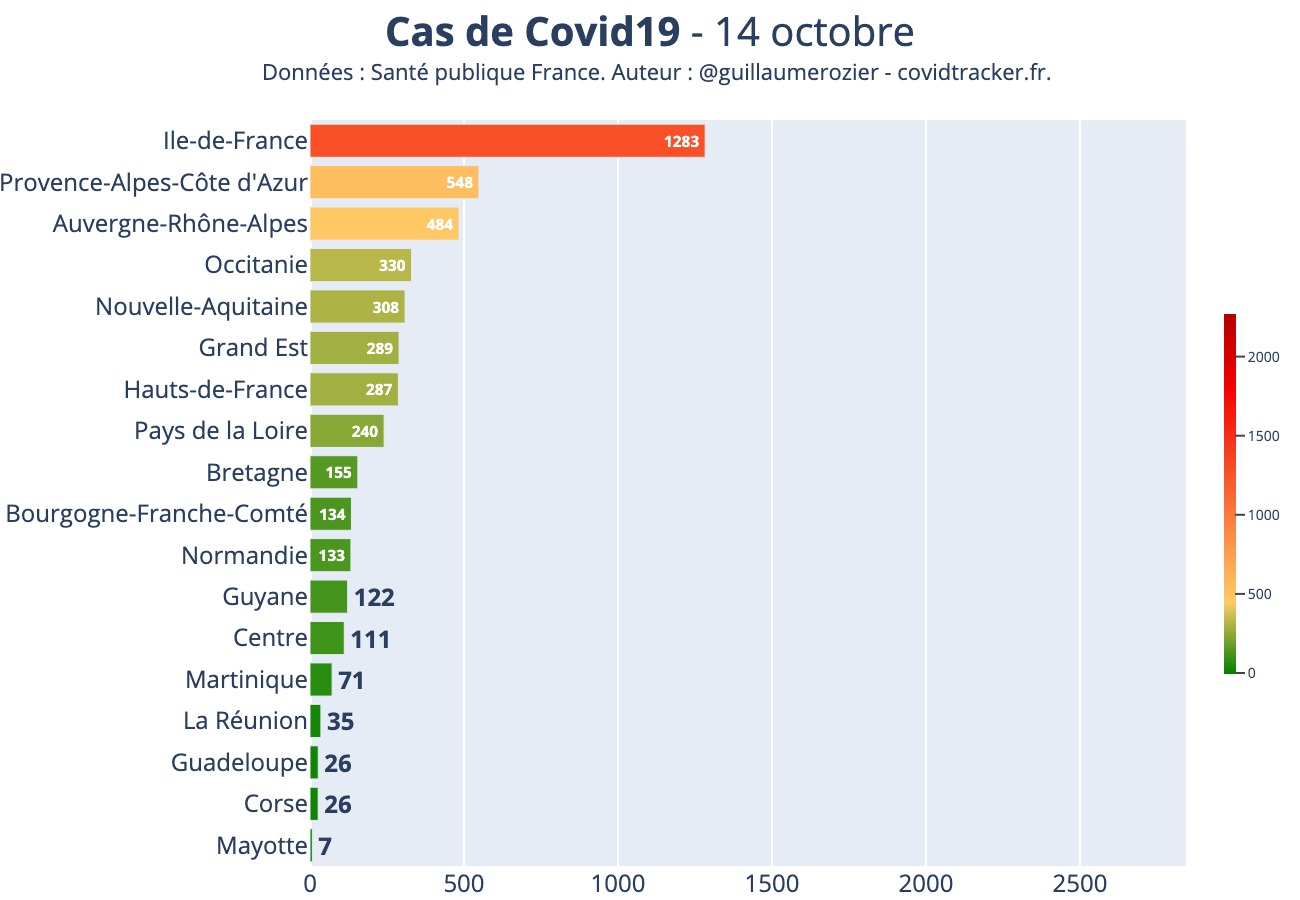 Cas de Covid19 - 14 octobre
Données : Santé publique France. Auteur : @guillaumerozier - covidtracker.fr.
Ile-de-France 1283
Provence-Alpes-Côte d'Azur 548
Auvergne-Rhône-Alpes 484
Occitanie 330
Nouvelle-Aquitaine 308
Grand Est 289
Hauts-de-France 287
Pays de la Loire 240
Bretagne 155
Bourgogne-Franche-Comté 134
Normandie 133
Guyane 122
Centre 111
Martinique 71
La Réunion 35
Guadeloupe 26
Corse 26
Mayotte 7
0 500 1000 1500 2000 2500
2000
1500
1000
500
0